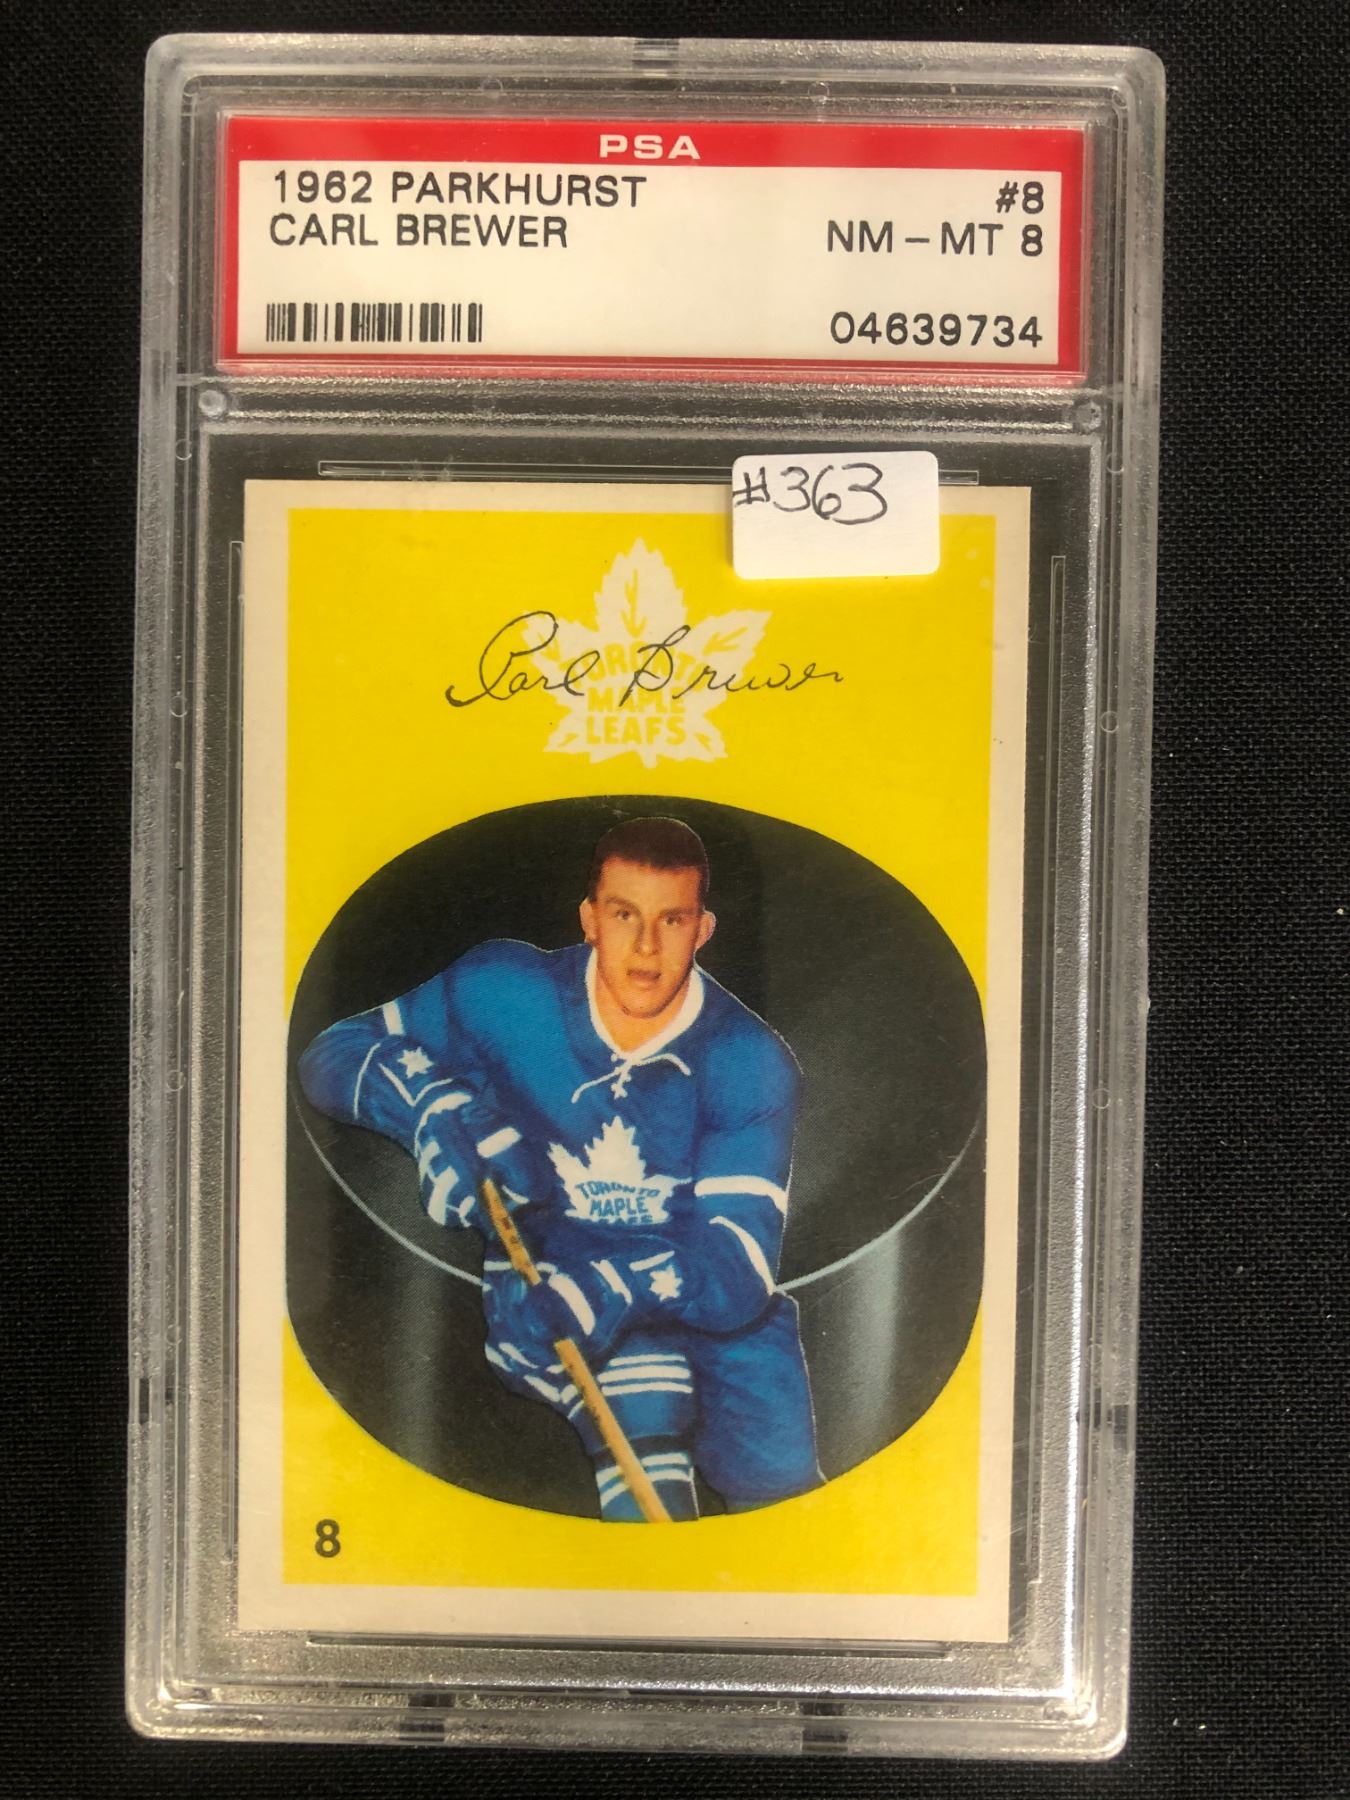 PSA
1962 PARKHURST #8
CARL BREWER NM - MT 8
04639734
#363
Carl Brewer
TORONTO
MAPLE
LEAFS
TORONTO
MAPLE
LEAFS
8